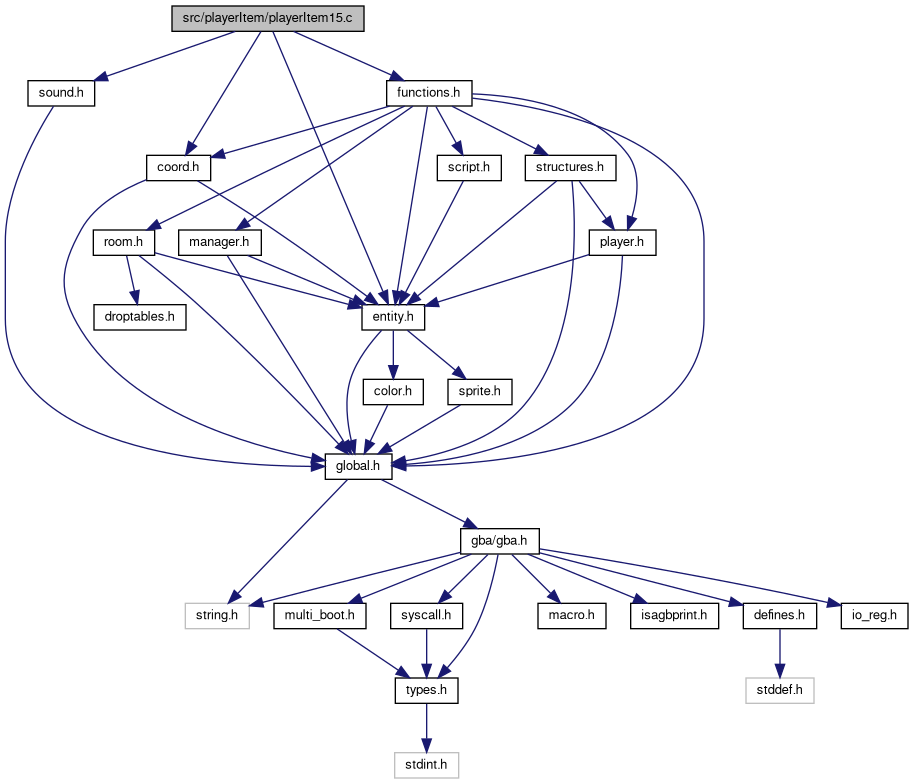 src/playerItem/playerItem15.c
sound.h
functions.h
coord.h
script.h
structures.h
room.h
manager.h
player.h
droptables.h
entity.h
color.h
sprite.h
global.h
gba/gba.h
string.h
multi_boot.h
syscall.h
macro.h
isagbprint.h
defines.h
io_reg.h
types.h
stddef.h
stdint.h